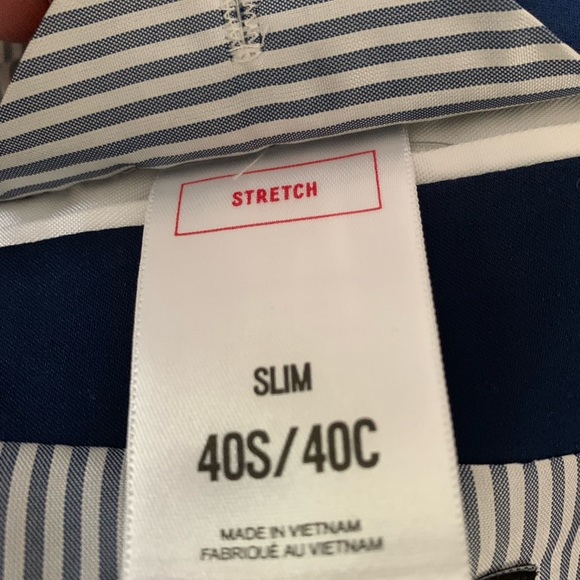 STRETCH
SLIM
40S/40C
MADE IN VIETNAM
FABRIQUÉ AU VIETNAM